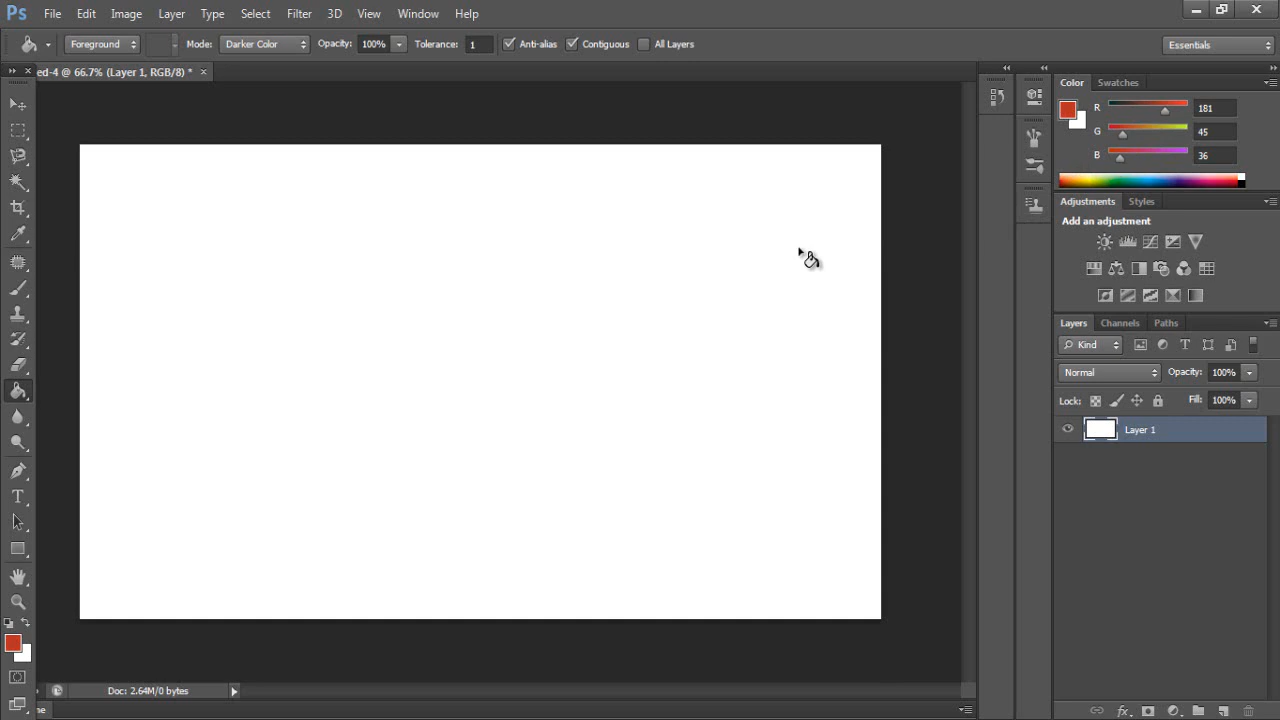 Ps File Edit Image Layer Type Select Filter 3D View Window Help
Foreground Mode: Darker Color Opacity: 100% Tolerance: 1 Anti-alias Contiguous All Layers Essentials
ed-4 @ 66.7% (Layer 1, RGB/8) *
Color Swatches
R 181
G 45
B 36
Adjustments Styles
Add an adjustment
Layers Channels Paths
Kind
Normal Opacity: 100%
Lock: Fill: 100%
Layer 1
T
Doc: 2.64M/0 bytes
ne
fx